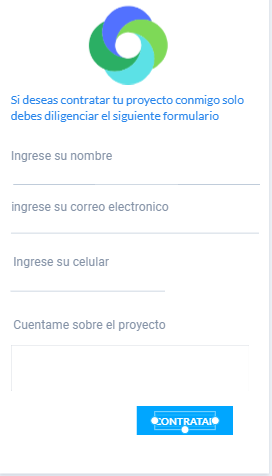 Si deseas contratar tu proyecto conmigo solo
debes diligenciar el siguiente formulario
Ingrese su nombre
ingrese su correo electronico
Ingrese su celular
Cuentame sobre el proyecto
CONTRATAR